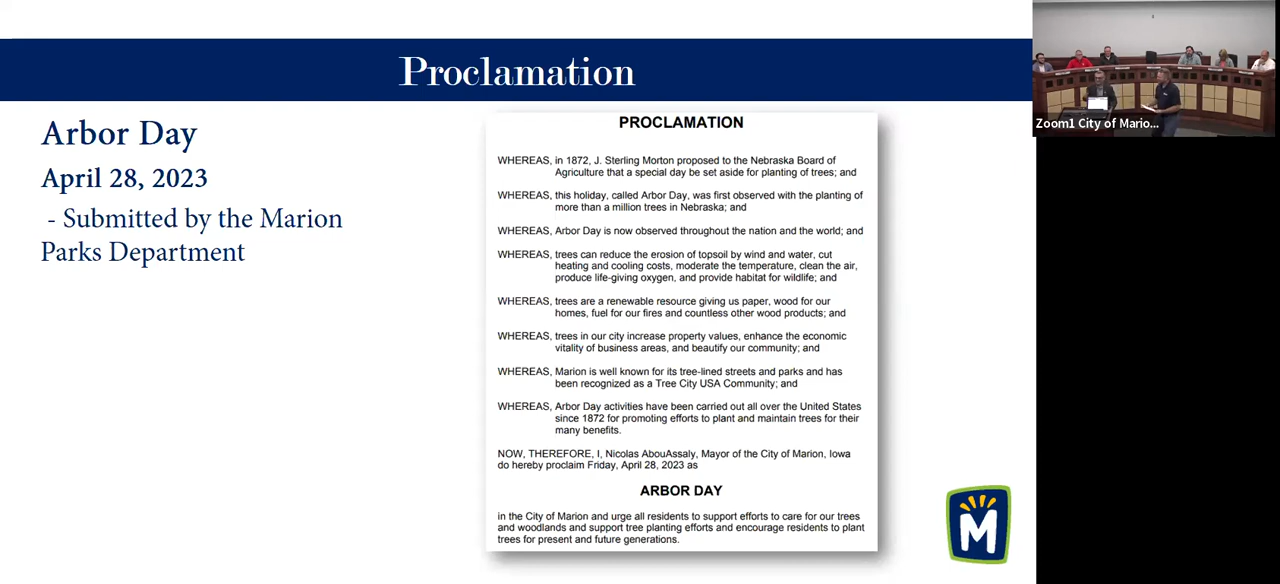 Proclamation
Zoom1 City of Mario...
Arbor Day
April 28, 2023
- Submitted by the Marion
Parks Department
PROCLAMATION
WHEREAS, in 1872, J. Sterling Morton proposed to the Nebraska Board of
Agriculture that a special day be set aside for planting of trees; and
WHEREAS, this holiday, called Arbor Day, was first observed with the planting of
more than a million trees in Nebraska; and
WHEREAS, Arbor Day is now observed throughout the nation and the world; and
WHEREAS, trees can reduce the erosion of topsoil by wind and water, cut
heating and cooling costs, moderate the temperature, clean the air,
produce life-giving oxygen, and provide habitat for wildlife; and
WHEREAS, trees are a renewable resource giving us paper, wood for our
homes, fuel for our fires and countless other wood products; and
WHEREAS, trees in our city increase property values, enhance the economic
vitality of business areas, and beautify our community; and
WHEREAS, Marion is well known for its tree-lined streets and parks and has
been recognized as a Tree City USA Community; and
WHEREAS, Arbor Day activities have been carried out all over the United States
since 1872 for promoting efforts to plant and maintain trees for their
many benefits.
NOW, THEREFORE, I, Nicolas AbouAssaly, Mayor of the City of Marion, Iowa
do hereby proclaim Friday, April 28, 2023 as
ARBOR DAY
in the City of Marion and urge all residents to support efforts to care for our trees
and woodlands and support tree planting efforts and encourage residents to plant
trees for present and future generations.
M